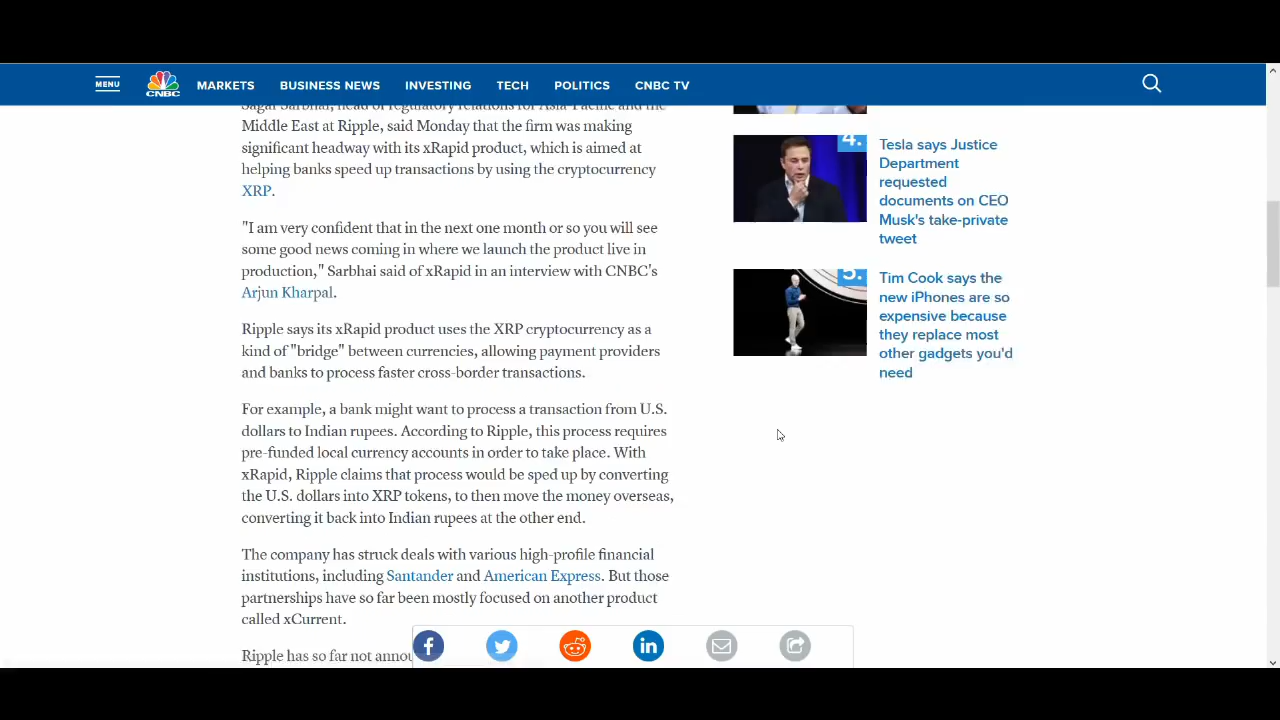 MENU
CNBC
MARKETS
BUSINESS NEWS
INVESTING
TECH
POLITICS
CNBC TV
Sagar Sarbhai, head of regulatory relations for Asia-Pacific and the
Middle East at Ripple, said Monday that the firm was making
significant headway with its xRapid product, which is aimed at
helping banks speed up transactions by using the cryptocurrency
XRP.
"I am very confident that in the next one month or so you will see
some good news coming in where we launch the product live in
production," Sarbhai said of xRapid in an interview with CNBC's
Arjun Kharpal.
Ripple says its xRapid product uses the XRP cryptocurrency as a
kind of "bridge" between currencies, allowing payment providers
and banks to process faster cross-border transactions.
For example, a bank might want to process a transaction from U.S.
dollars to Indian rupees. According to Ripple, this process requires
pre-funded local currency accounts in order to take place. With
xRapid, Ripple claims that process would be sped up by converting
the U.S. dollars into XRP tokens, to then move the money overseas,
converting it back into Indian rupees at the other end.
The company has struck deals with various high-profile financial
institutions, including Santander and American Express. But those
partnerships have so far been mostly focused on another product
called xCurrent.
Ripple has so far not
4.
Tesla says Justice
Department
requested
documents on CEO
Musk's take-private
tweet
5.
Tim Cook says the
new iPhones are so
expensive because
they replace most
other gadgets you'd
need